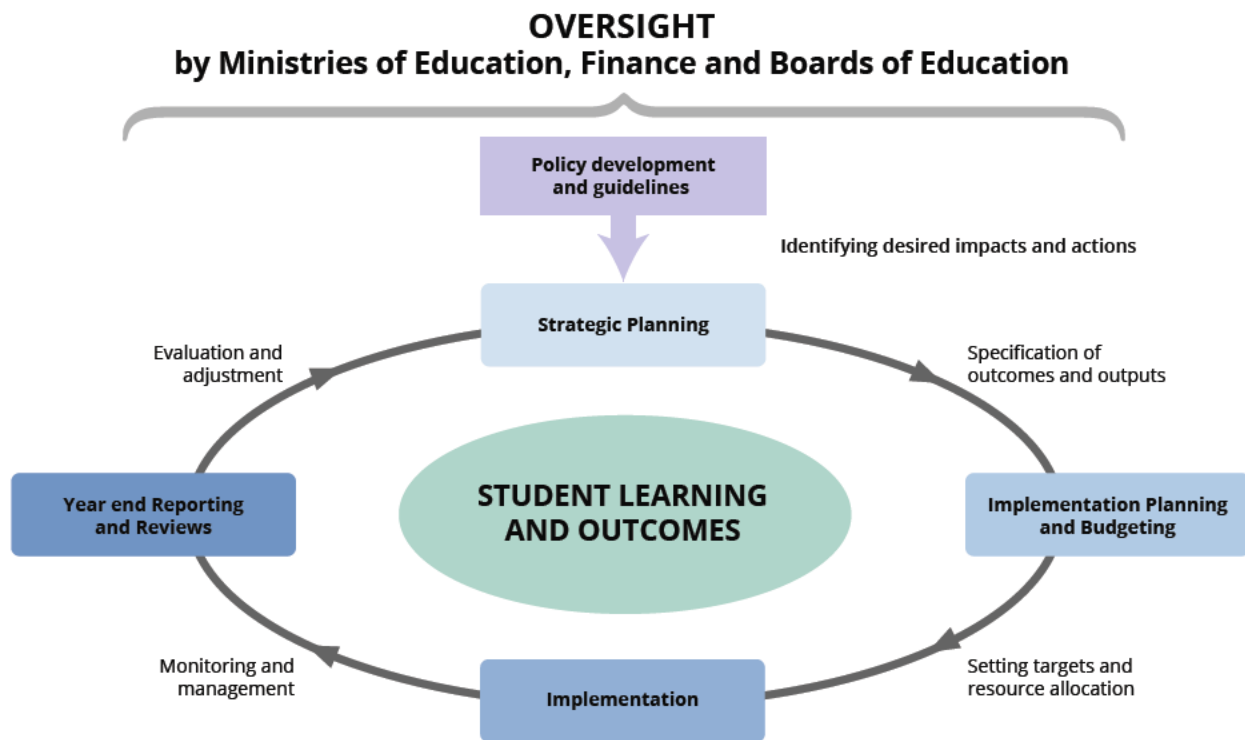 OVERSIGHT
by Ministries of Education, Finance and Boards of Education
Policy development
and guidelines
Identifying desired impacts and actions
Strategic Planning
Evaluation and
adjustment
Specification of
outcomes and outputs
Year end Reporting
and Reviews
STUDENT LEARNING
AND OUTCOMES
Implementation Planning
and Budgeting
Monitoring and
management
Implementation
Setting targets and
resource allocation